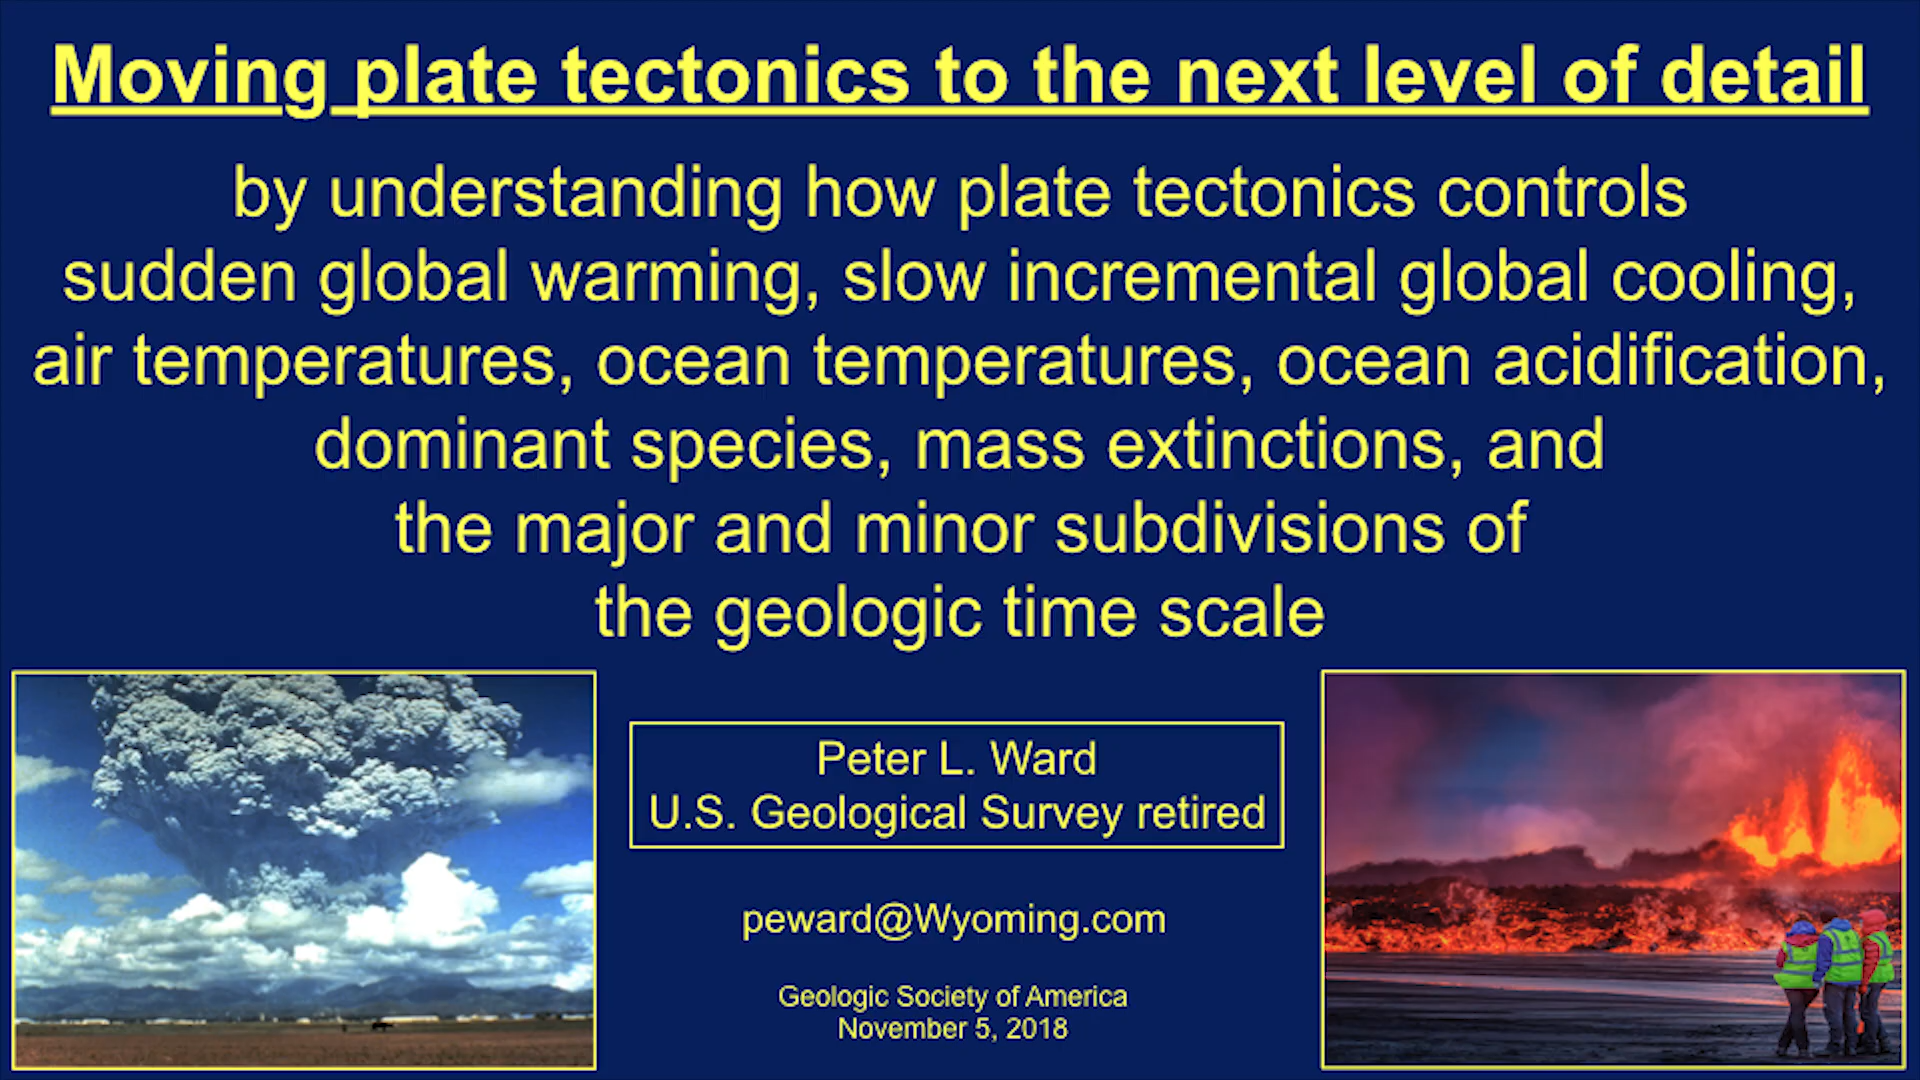 Moving plate tectonics to the next level of detail
by understanding how plate tectonics controls
sudden global warming, slow incremental global cooling,
air temperatures, ocean temperatures, ocean acidification,
dominant species, mass extinctions, and
the major and minor subdivisions of
the geologic time scale
Peter L. Ward
U.S. Geological Survey retired
peward@Wyoming.com
Geologic Society of America
November 5, 2018